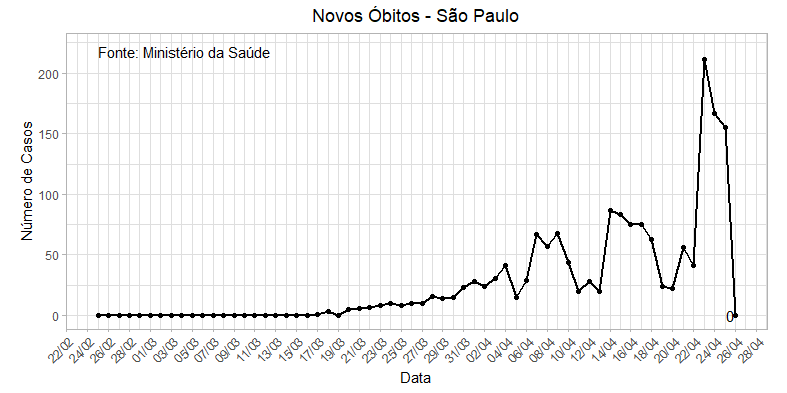 Novos Óbitos - São Paulo
Fonte: Ministério da Saúde
Número de Casos
200
150
100
50
0
0
22/02 24/02 26/02 28/02 01/03 03/03 05/03 07/03 09/03 11/03 13/03 15/03 17/03 19/03 21/03 23/03 25/03 27/03 29/03 31/03 02/04 04/04 06/04 08/04 10/04 12/04 14/04 16/04 18/04 20/04 22/04 24/04 26/04 28/04
Data